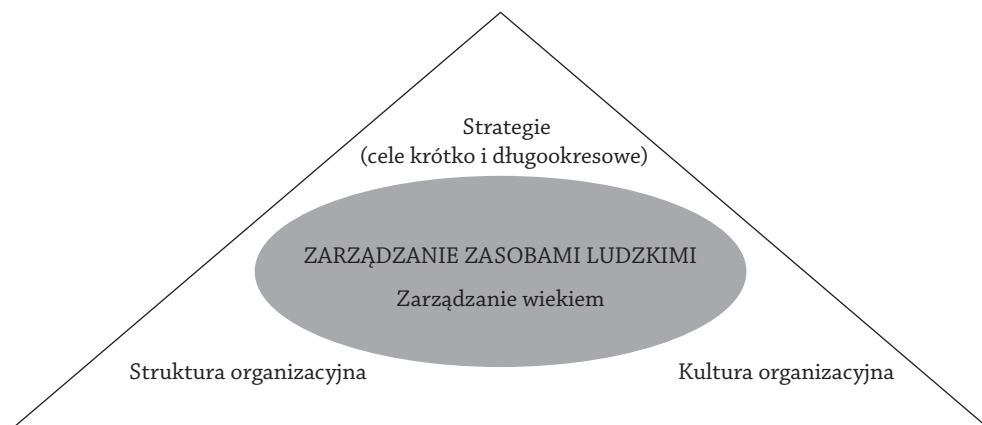 Strategie
(cele krótko i długookresowe)
ZARZĄDZANIE ZASOBAMI LUDZKIMI
Zarządzanie wiekiem
Struktura organizacyjna
Kultura organizacyjna